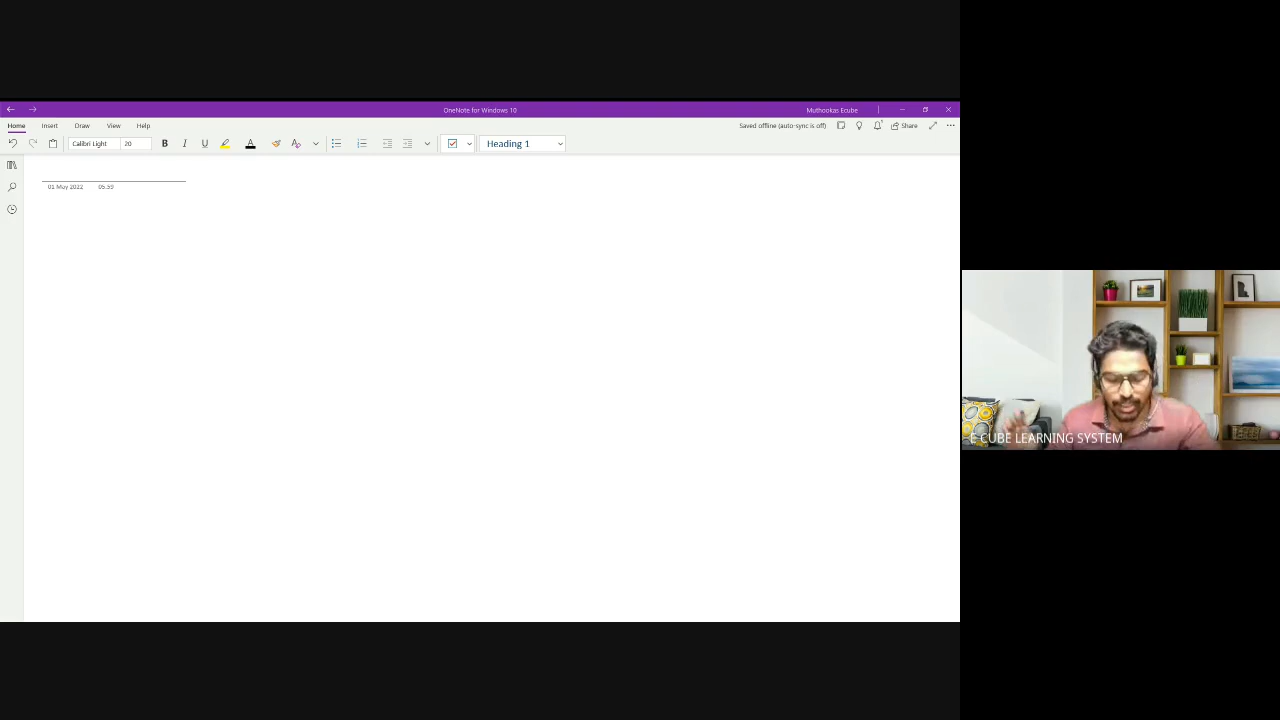 OneNote for Windows 10
Muthookas Ecube
Home Insert Draw View Help
Saved offline (auto-sync is off)
Share
Calibri Light 20 B I U A Heading 1
01 May 2022 05:59
E CUBE LEARNING SYSTEM